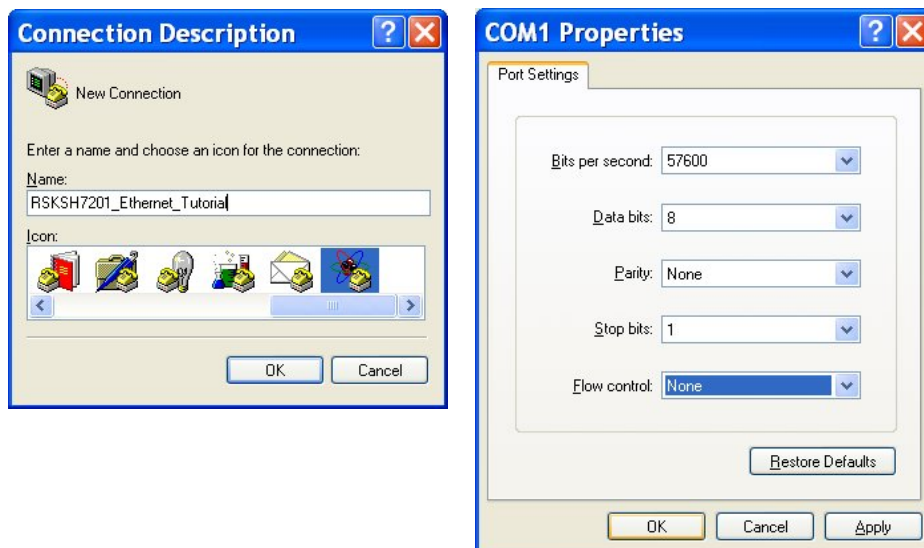 Connection Description
New Connection
Enter a name and choose an icon for the connection:
Name:
RSKSH7201_Ethernet_Tutorial
Icon:
OK
Cancel
COM1 Properties
Port Settings
Bits per second: 57600
Data bits: 8
Parity: None
Stop bits: 1
Flow control: None
Restore Defaults
OK
Cancel
Apply